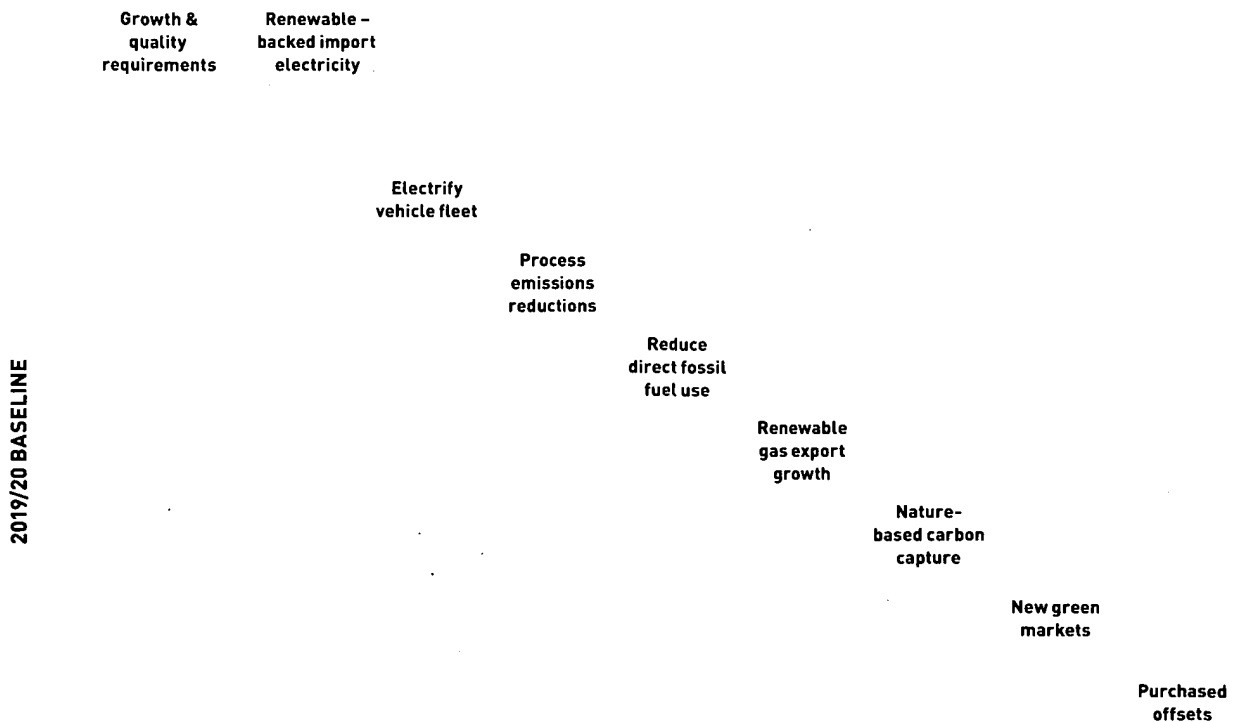 Growth &
quality
requirements
Renewable –
backed import
electricity
Electrify
vehicle fleet
Process
emissions
reductions
Reduce
direct fossil
fuel use
Renewable
gas export
growth
Nature-
based carbon
capture
New green
markets
Purchased
offsets
2019/20 BASELINE